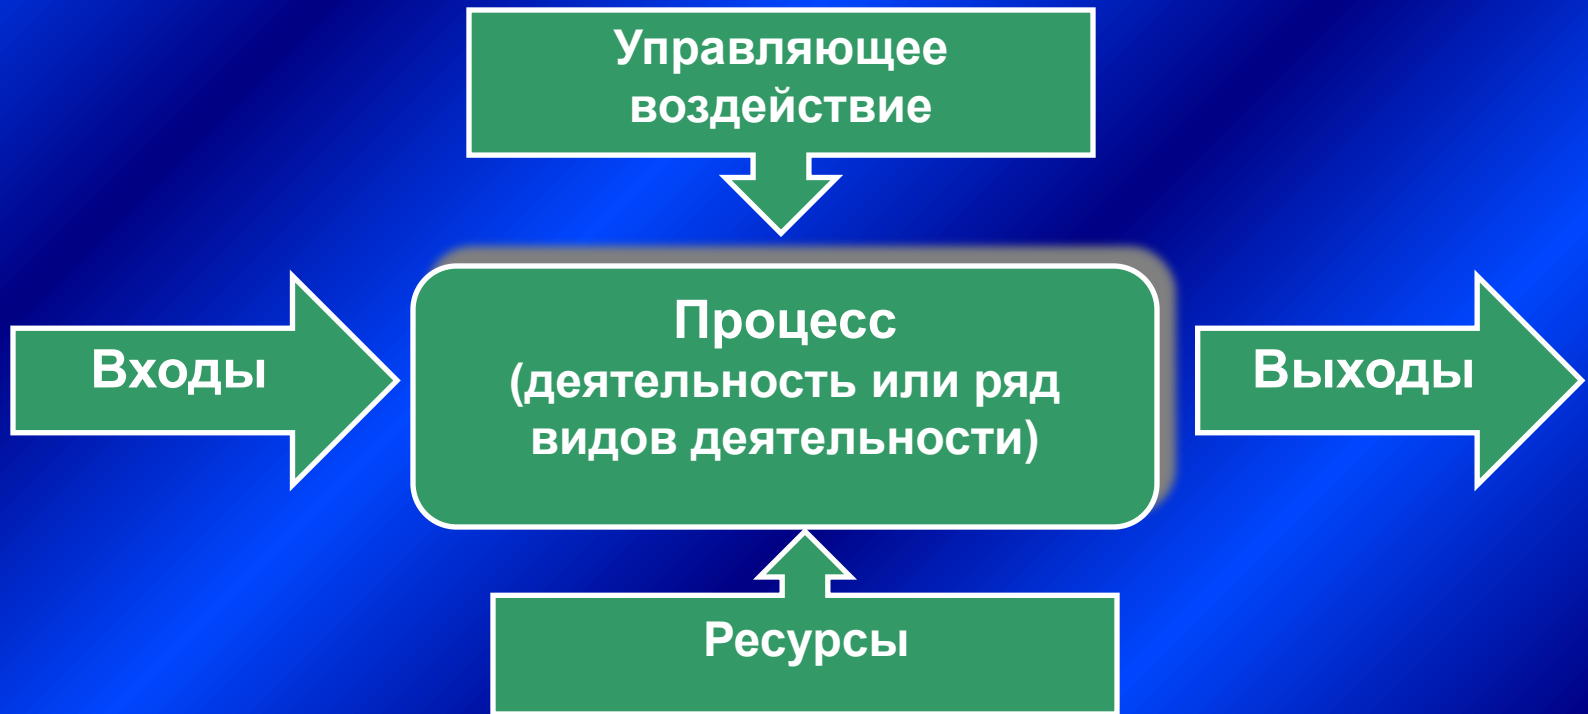 Управляющее
воздействие
Входы
Процесс
(деятельность или ряд
видов деятельности)
Выходы
Ресурсы